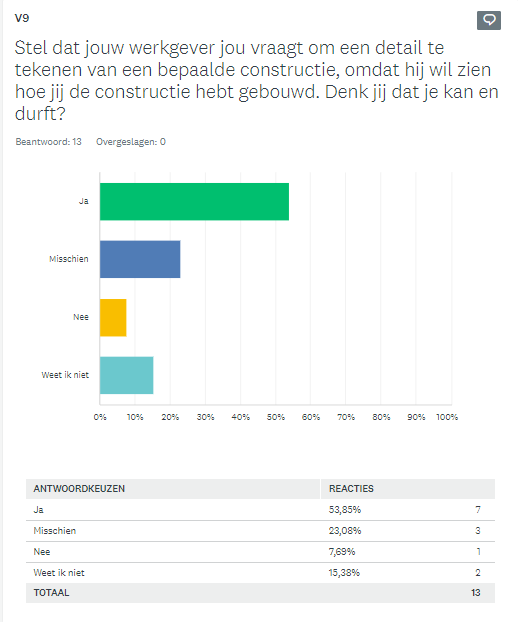 V9
Stel dat jouw werkgever jou vraagt om een detail te
tekenen van een bepaalde constructie, omdat hij wil zien
hoe jij de constructie hebt gebouwd. Denk jij dat je kan en
durft?
Beantwoord: 13 Overgeslagen: 0
Ja
Misschien
Nee
Weet ik niet
0% 10% 20% 30% 40% 50% 60% 70% 80% 90% 100%
ANTWOORDKEUZEN REACTIES
Ja 53,85% 7
Misschien 23,08% 3
Nee 7,69% 1
Weet ik niet 15,38% 2
TOTAAL 13